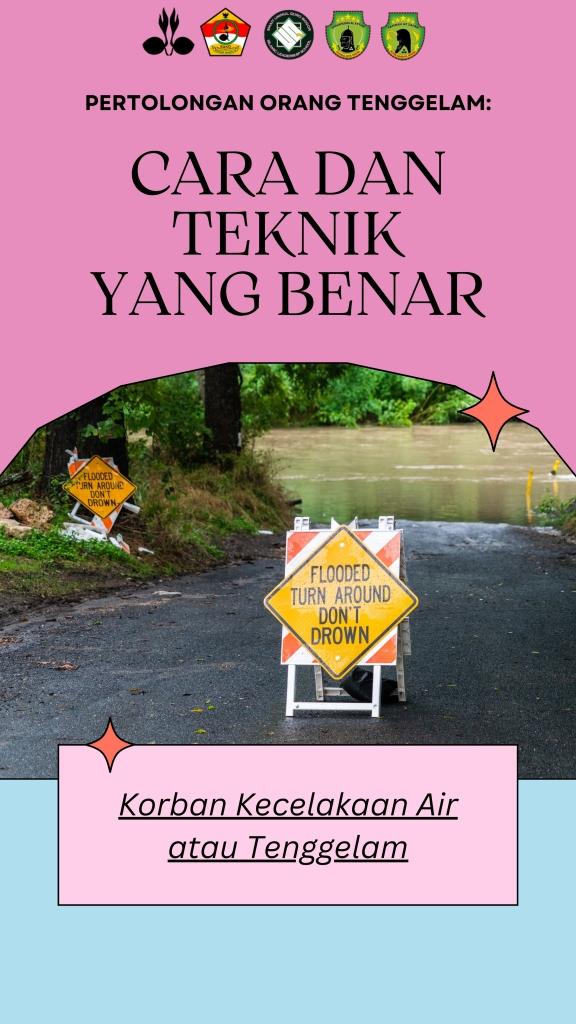 PERTOLONGAN ORANG TENGGELAM:
CARA DAN
TEKNIK
YANG BENAR
FLOODED
TURN AROUND
DON'T
DROWN
FLOODED
TURN AROUND
DON'T
DROWN
Korban Kecelakaan Air
atau Tenggelam